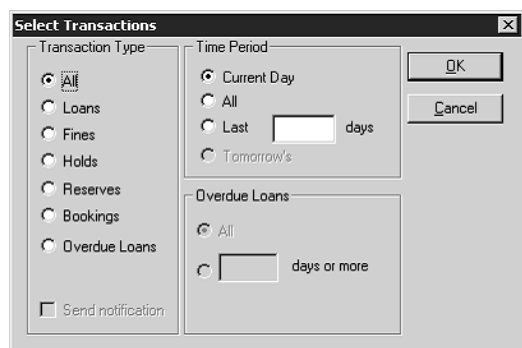 Select Transactions
Transaction Type
All
Loans
Fines
Holds
Reserves
Bookings
Overdue Loans
Send notification
Time Period
Current Day
All
Last days
Tomorrow's
Overdue Loans
All
days or more
OK
Cancel